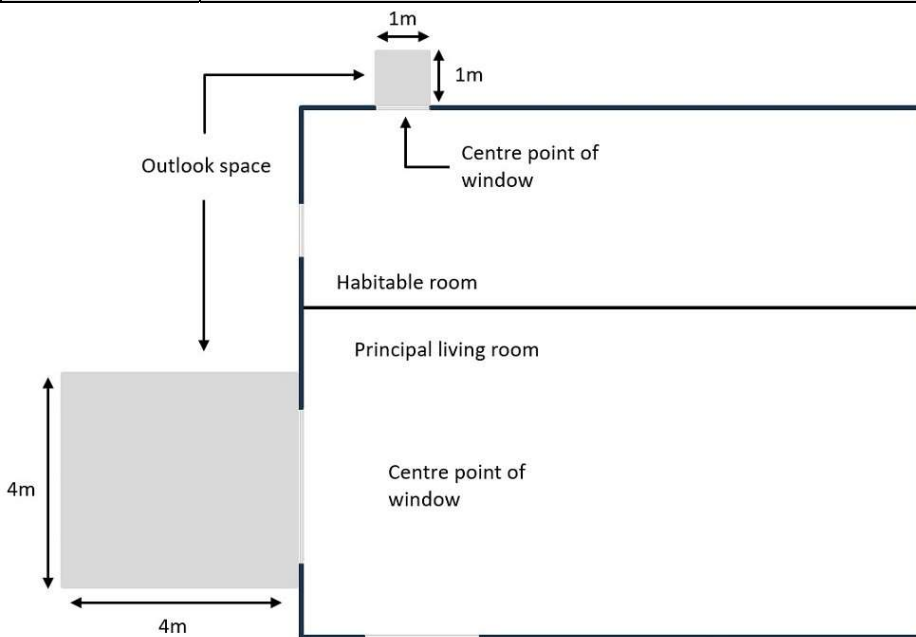 1m
1m
Outlook space
Centre point of
window
Habitable room
Principal living room
Centre point of
window
4m
4m